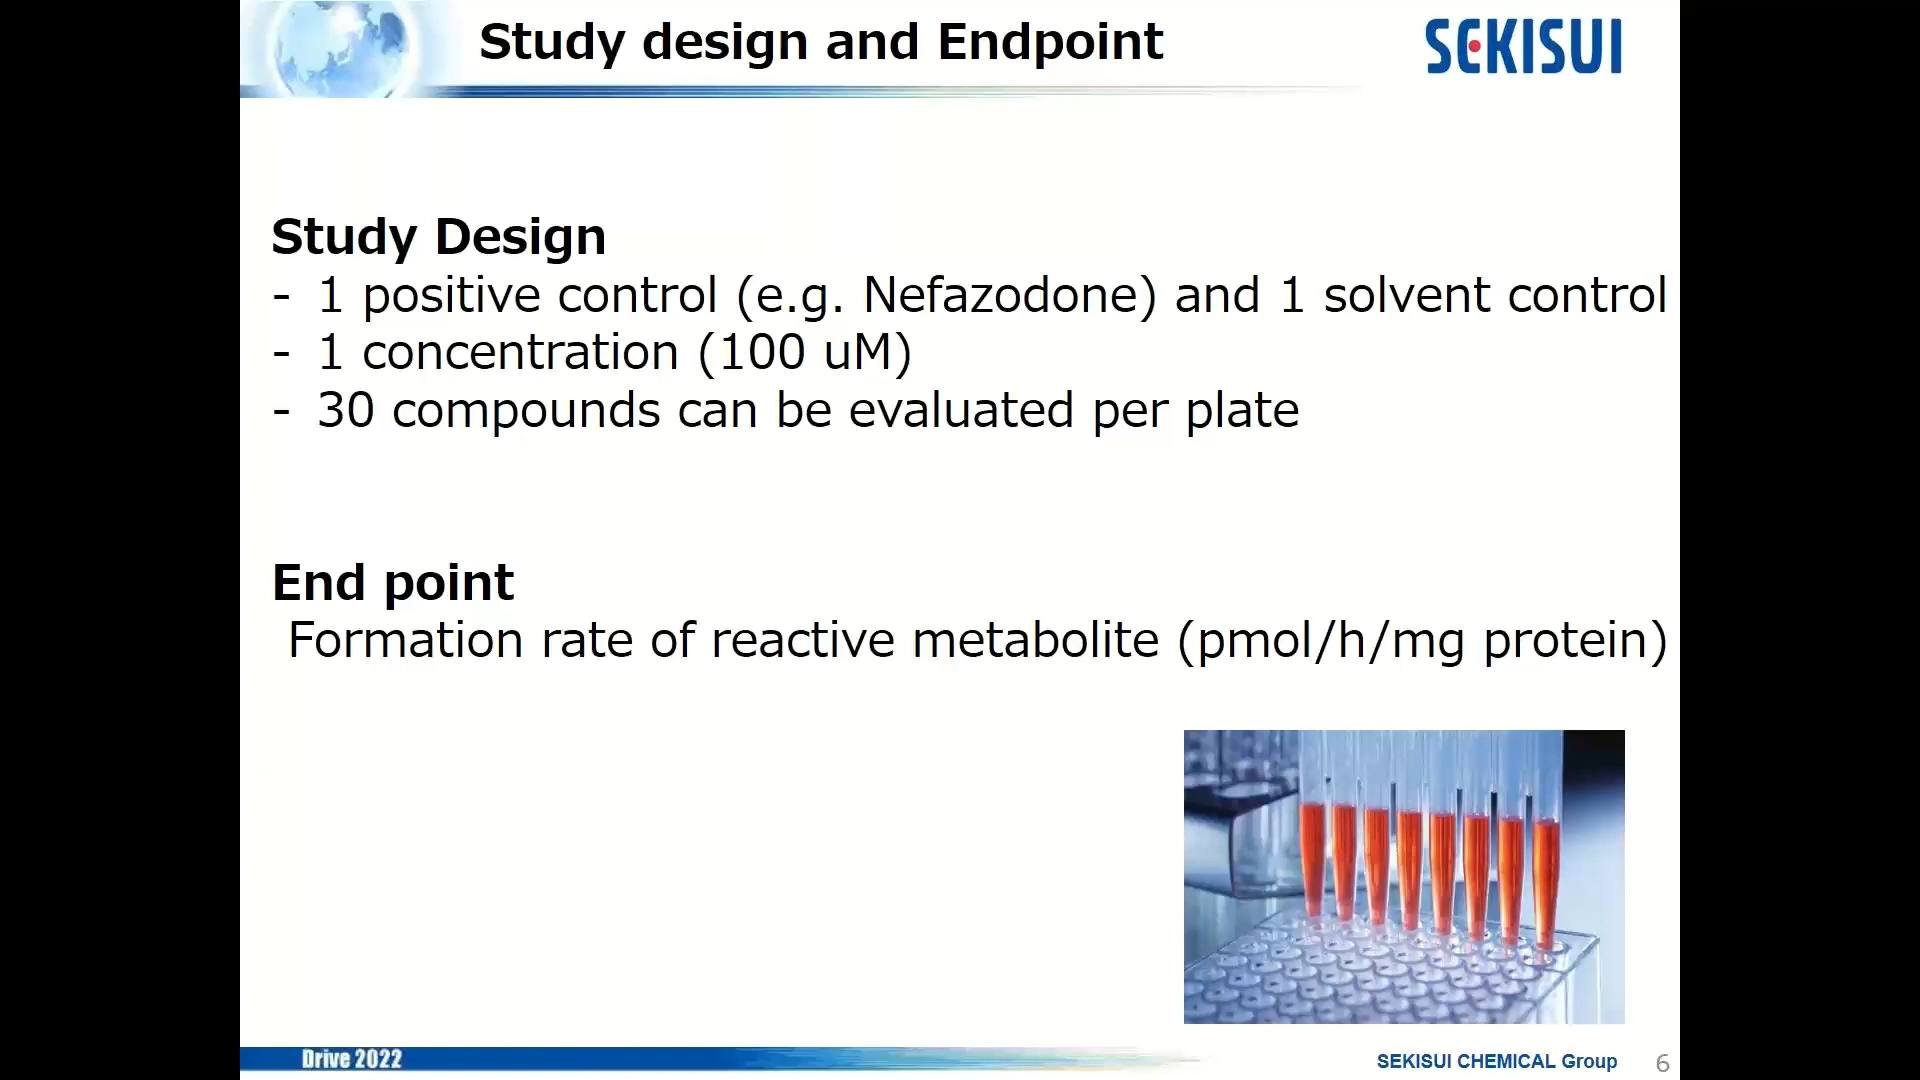 Study design and Endpoint
SEKISUI
Study Design
- 1 positive control (e.g. Nefazodone) and 1 solvent control
- 1 concentration (100 uM)
- 30 compounds can be evaluated per plate
End point
Formation rate of reactive metabolite (pmol/h/mg protein)
Drive 2022
SEKISUI CHEMICAL Group
6